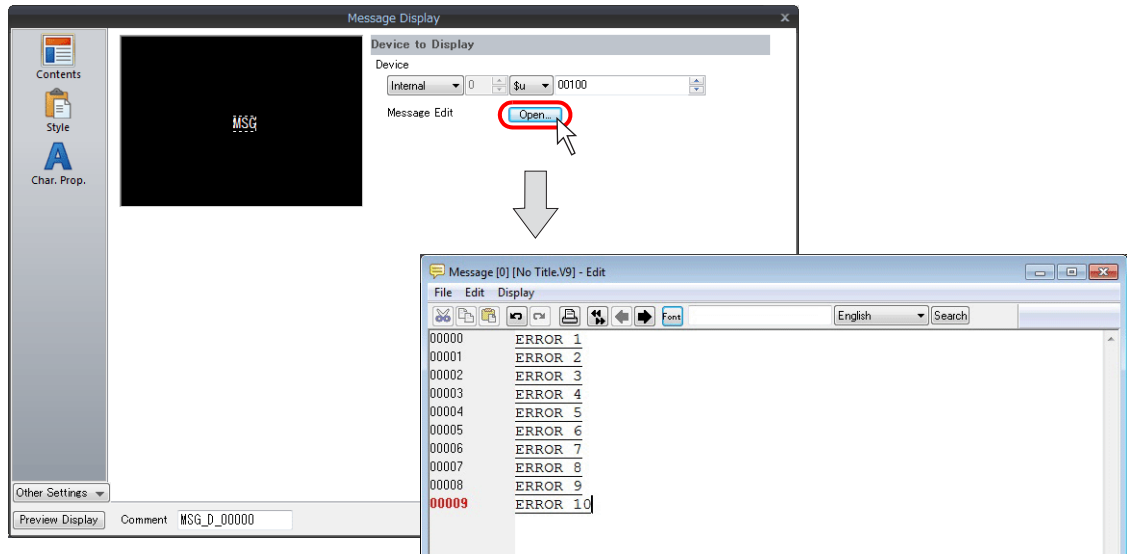 Message Display
x
Contents
Style
Char. Prop.
MSG
Device to Display
Device
Internal 0 $u 00100
Message Edit Open...
Other Settings
Preview Display Comment MSG_D_00000
Message [0] [No Title.V9] - Edit
File Edit Display
Font English Search
00000 ERROR 1
00001 ERROR 2
00002 ERROR 3
00003 ERROR 4
00004 ERROR 5
00005 ERROR 6
00006 ERROR 7
00007 ERROR 8
00008 ERROR 9
00009 ERROR 10